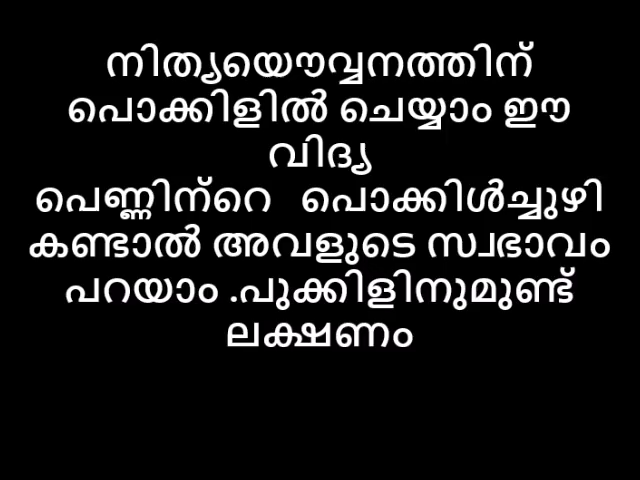 നിത്യയൌവ്വനത്തിന്
പൊക്കിളിൽ ചെയ്യാം ഈ
വിദ്യ
പെണ്ണിന്റെ പൊക്കിൾച്ചുഴി
കണ്ടാൽ അവളുടെ സ്വഭാവം
പറയാം .പുക്കിളിനുമുണ്ട്
ലക്ഷണം